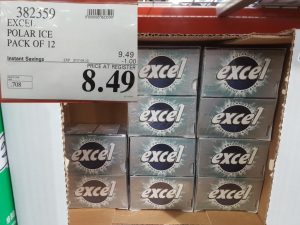 382359
EXCEL
POLAR ICE
PACK OF 12
9.49
Instant Savings
-1.00
PRICE AT REGISTER
8.49
.708
excel
excel
excel
excel
excel
excel
excel
excel
excel
excel